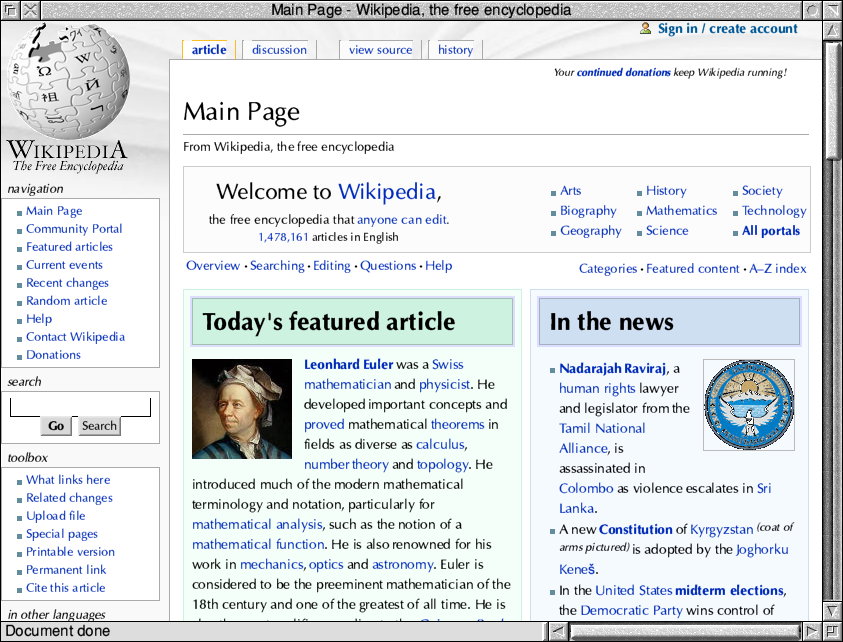 Main Page - Wikipedia, the free encyclopedia
Sign in / create account
article
discussion
view source
history
Your continued donations keep Wikipedia running!
WIKIPEDIA
The Free Encyclopedia
Main Page
From Wikipedia, the free encyclopedia
navigation
Main Page
Community Portal
Featured articles
Current events
Recent changes
Random article
Help
Contact Wikipedia
Donations
search
Go Search
toolbox
What links here
Related changes
Upload file
Special pages
Printable version
Permanent link
Cite this article
in other languages
Welcome to Wikipedia,
the free encyclopedia that anyone can edit.
1,478,161 articles in English
Arts
Biography
Geography
History
Mathematics
Science
Society
Technology
All portals
Overview · Searching · Editing · Questions · Help
Categories · Featured content · A–Z index
Today's featured article
Leonhard Euler was a Swiss
mathematician and physicist. He
developed important concepts and
proved mathematical theorems in
fields as diverse as calculus,
number theory and topology. He
introduced much of the modern mathematical
terminology and notation, particularly for
mathematical analysis, such as the notion of a
mathematical function. He is also renowned for his
work in mechanics, optics and astronomy. Euler is
considered to be the preeminent mathematician of the
18th century and one of the greatest of all time. He is
In the news
Nadarajah Raviraj, a
human rights lawyer
and legislator from the
Tamil National
Alliance, is
assassinated in
Colombo as violence escalates in Sri
Lanka.
A new Constitution of Kyrgyzstan (coat of
arms pictured) is adopted by the Joghorku
Keneš.
In the United States midterm elections,
the Democratic Party wins control of
Document done